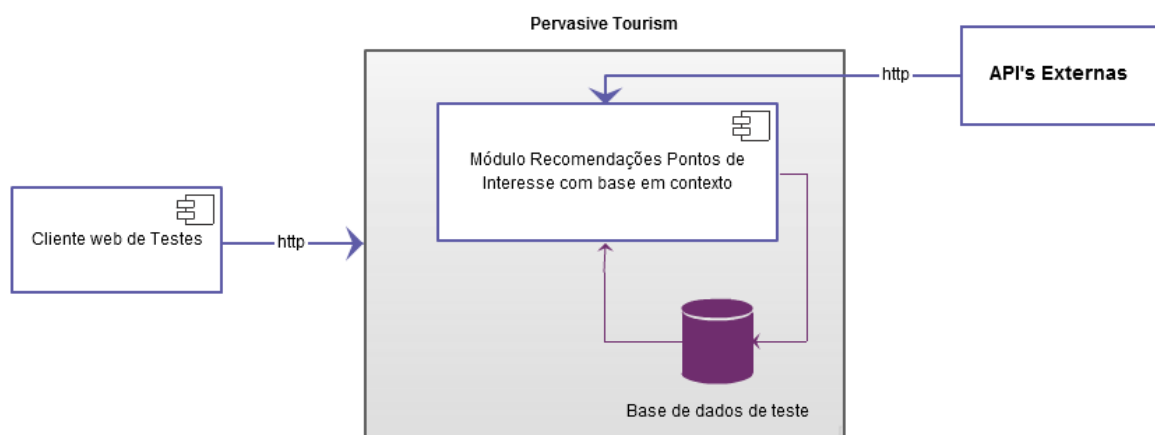 Pervasive Tourism
http
API's Externas
Módulo Recomendações Pontos de
Interesse com base em contexto
Cliente web de Testes
http
Base de dados de teste